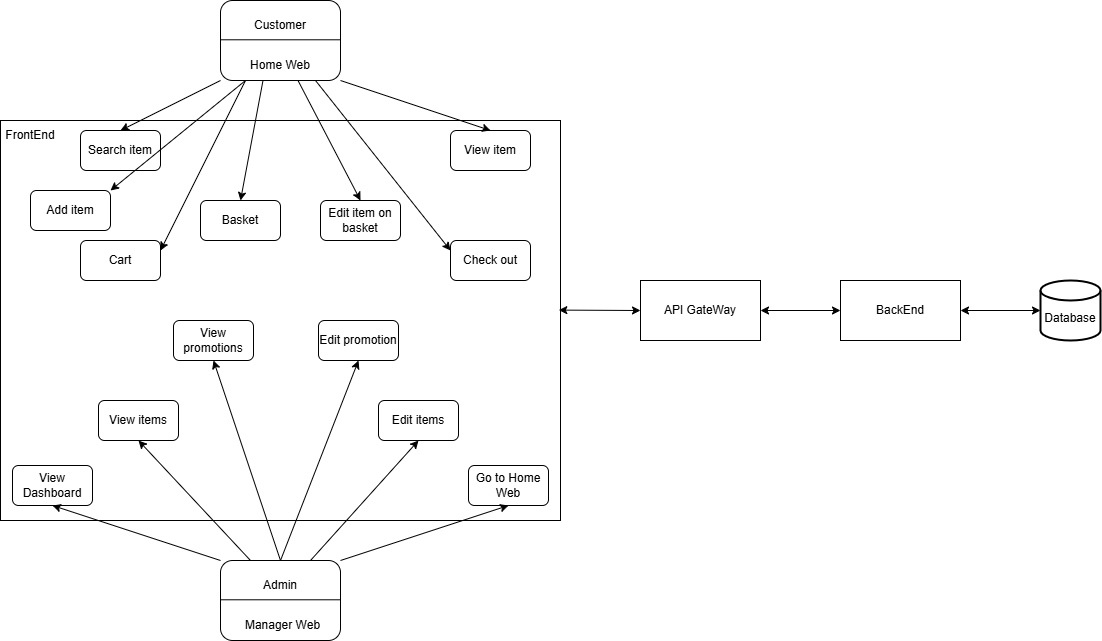 Customer
Home Web
FrontEnd
Search item
View item
Add item
Basket
Edit item on
basket
Cart
Check out
API GateWay
BackEnd
Database
View
promotions
Edit promotion
View items
Edit items
View
Dashboard
Go to Home
Web
Admin
Manager Web